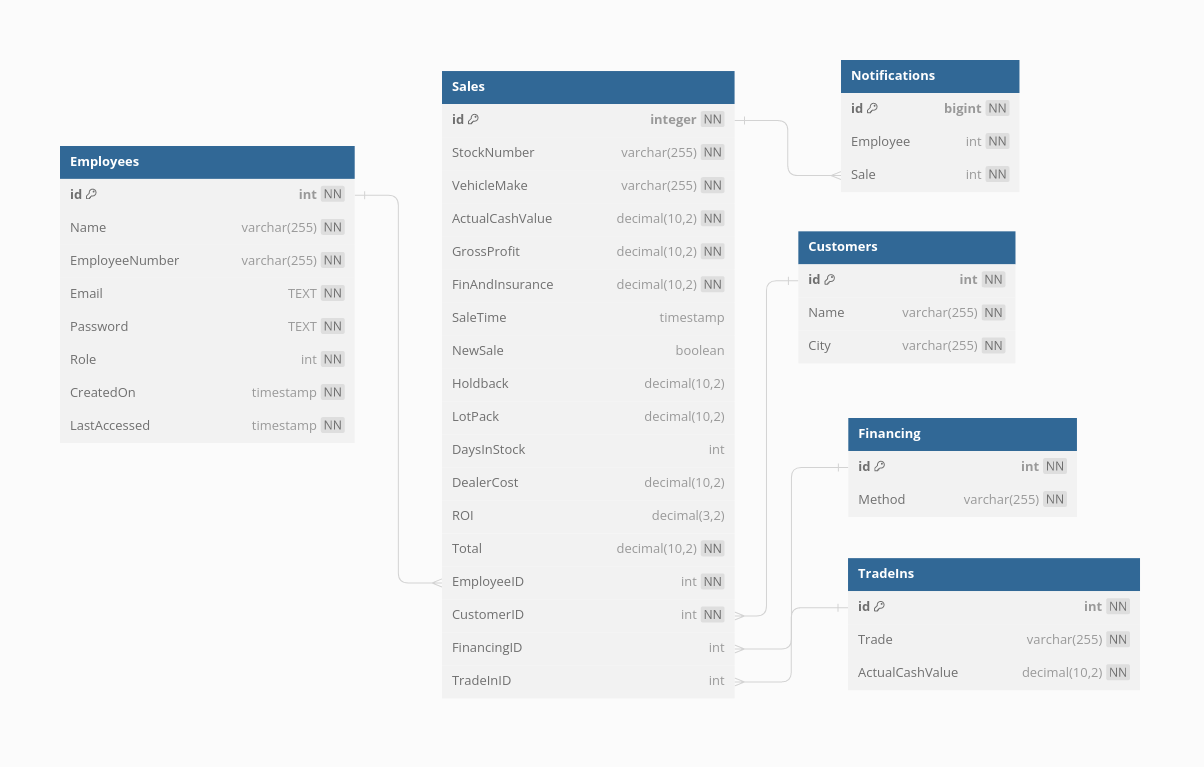 Employees
id int NN
Name varchar(255) NN
EmployeeNumber varchar(255) NN
Email TEXT NN
Password TEXT NN
Role int NN
CreatedOn timestamp NN
LastAccessed timestamp NN
Sales
id integer NN
StockNumber varchar(255) NN
VehicleMake varchar(255) NN
ActualCashValue decimal(10,2) NN
GrossProfit decimal(10,2) NN
FinAndInsurance decimal(10,2) NN
SaleTime timestamp
NewSale boolean
Holdback decimal(10,2)
LotPack decimal(10,2)
DaysInStock int
DealerCost decimal(10,2)
ROI decimal(3,2)
Total decimal(10,2) NN
EmployeeID int NN
CustomerID int NN
FinancingID int
TradeInID int
Notifications
id bigint NN
Employee int NN
Sale int NN
Customers
id int NN
Name varchar(255) NN
City varchar(255) NN
Financing
id int NN
Method varchar(255) NN
TradeIns
id int NN
Trade varchar(255) NN
ActualCashValue decimal(10,2) NN